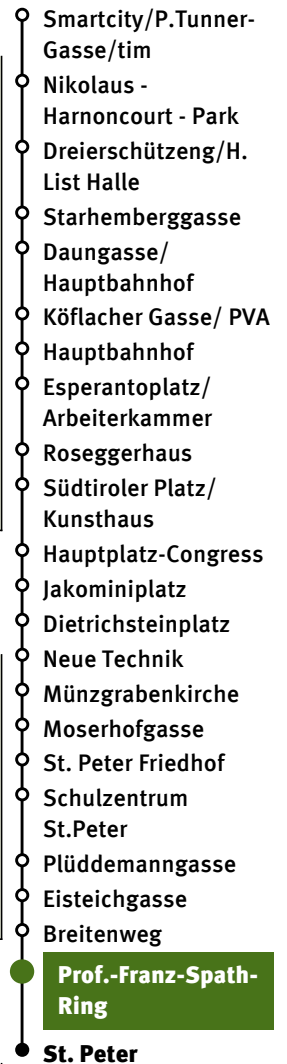 Smartcity/P.Tunner-
Gasse/tim
Nikolaus -
Harnoncourt - Park
Dreierschützeng/H.
List Halle
Starhemberggasse
Daungasse/
Hauptbahnhof
Köflacher Gasse/ PVA
Hauptbahnhof
Esperantoplatz/
Arbeiterkammer
Roseggerhaus
Südtiroler Platz/
Kunsthaus
Hauptplatz-Congress
Jakominiplatz
Dietrichsteinplatz
Neue Technik
Münzgrabenkirche
Moserhofgasse
St. Peter Friedhof
Schulzentrum
St.Peter
Plüddemanngasse
Eisteichgasse
Breitenweg
Prof.-Franz-Spath-
Ring
St. Peter